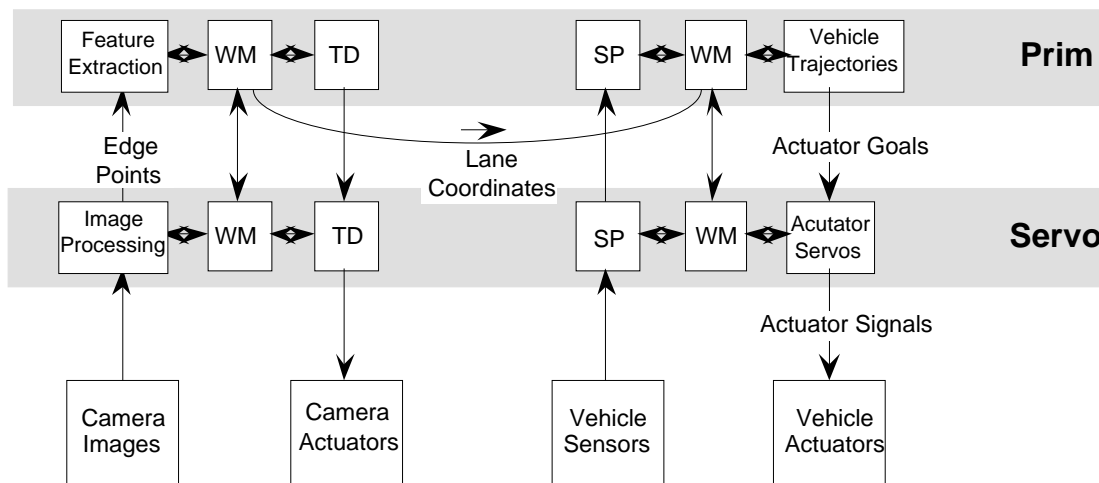 Feature
Extraction
WM
TD
SP
WM
Vehicle
Trajectories
Prim
Edge
Points
Lane
Coordinates
Actuator Goals
Image
Processing
WM
TD
SP
WM
Acutator
Servos
Servo
Actuator Signals
Camera
Images
Camera
Actuators
Vehicle
Sensors
Vehicle
Actuators